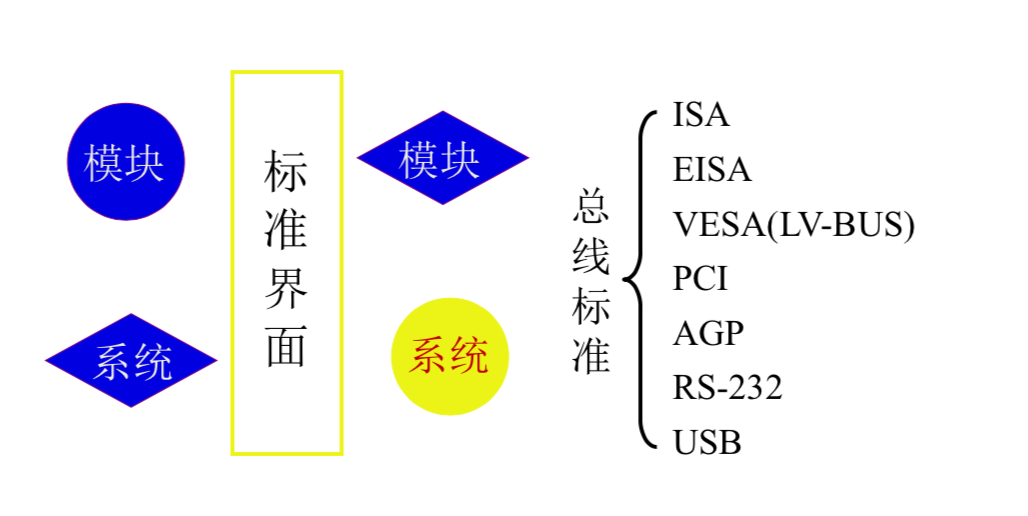 模块
标准界面
模块
系统
系统
总线标准
ISA
EISA
VESA(LV-BUS)
PCI
AGP
RS-232
USB